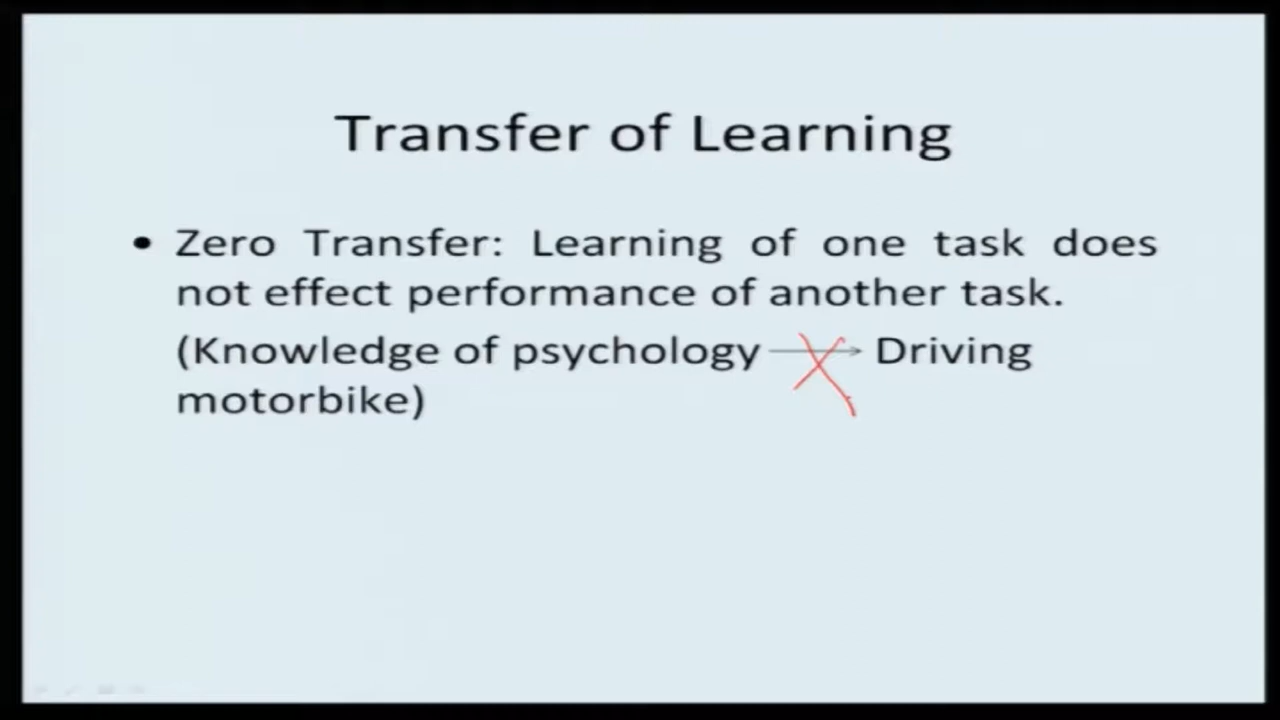 Transfer of Learning
• Zero Transfer: Learning of one task does
not effect performance of another task.
(Knowledge of psychology → Driving
motorbike)